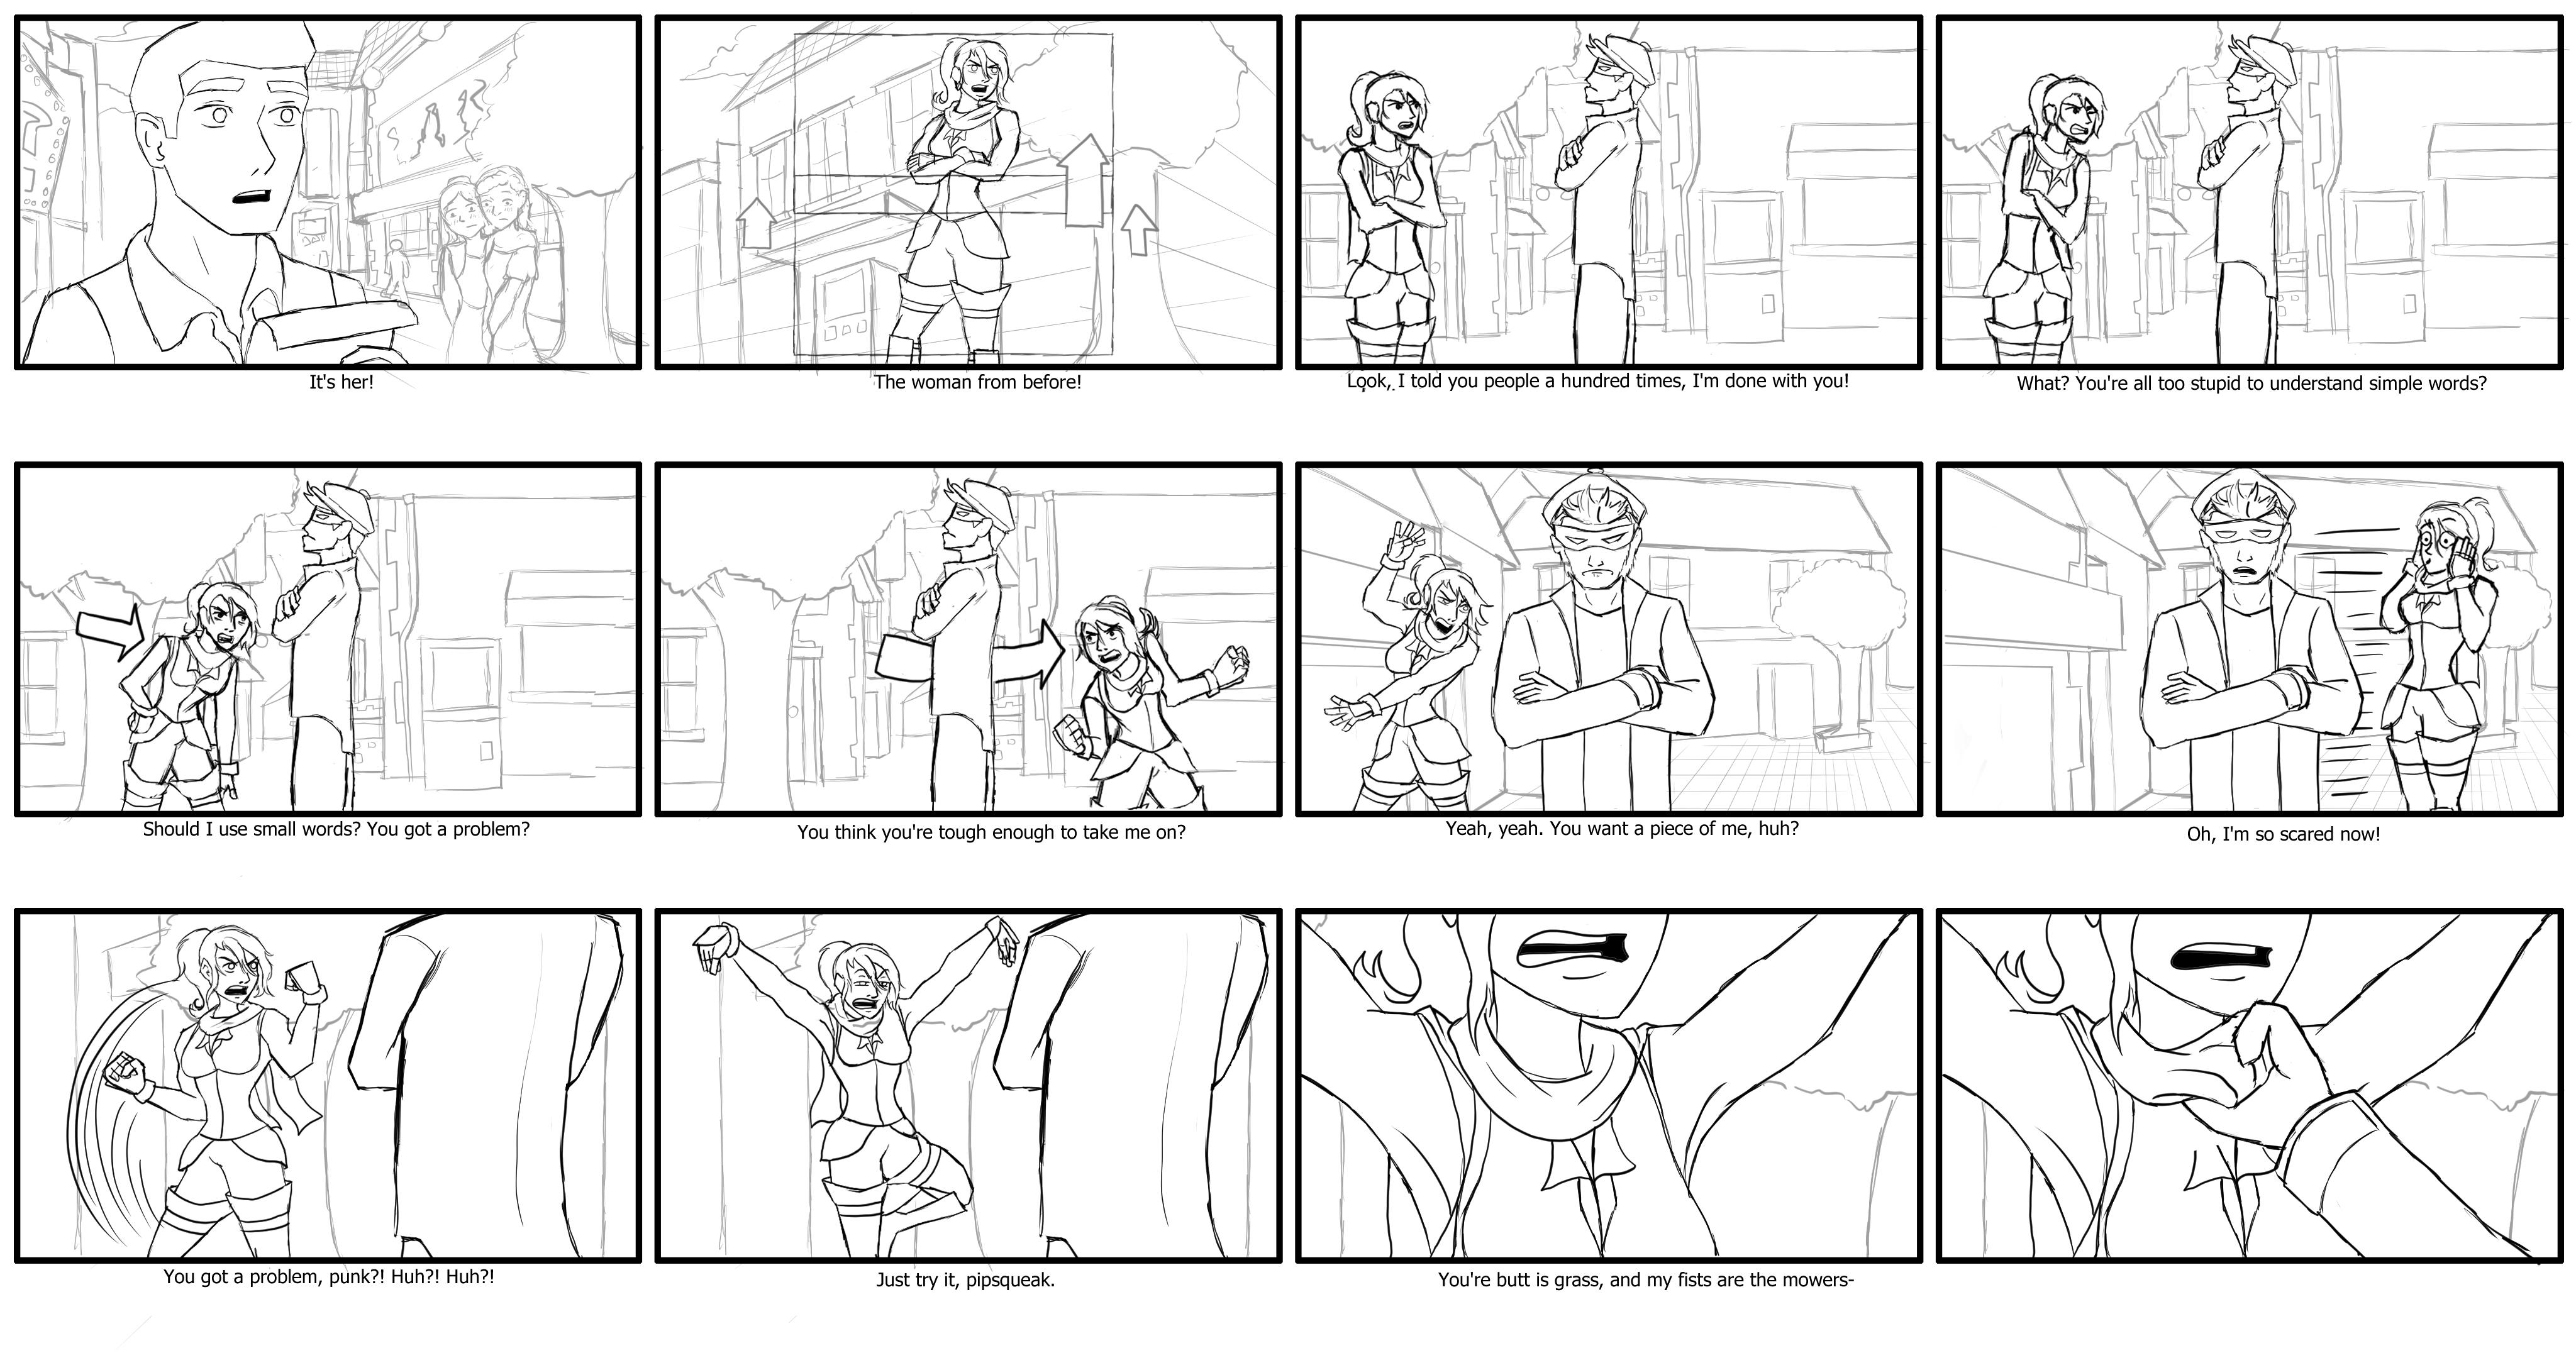 It's her!
The woman from before!
Look, I told you people a hundred times, I'm done with you!
What? You're all too stupid to understand simple words?
Should I use small words? You got a problem?
You think you're tough enough to take me on?
Yeah, yeah. You want a piece of me, huh?
Oh, I'm so scared now!
You got a problem, punk?! Huh?! Huh?!
Just try it, pipsqueak.
You're butt is grass, and my fists are the mowers-